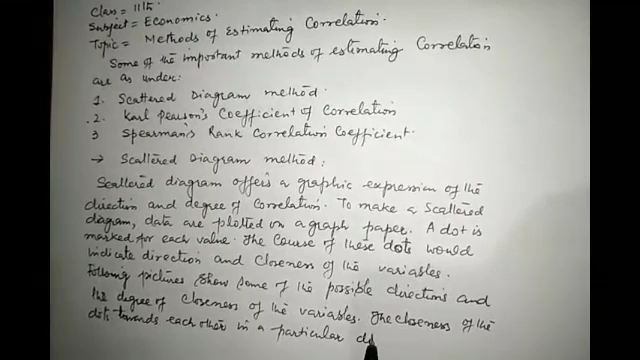 Class = 11th.
Subject = Economics.
Topic = Methods of Estimating Correlation.
Some of the important methods of estimating Correlation
are as under:
1. Scattered Diagram method.
2. Karl Pearson's Coefficient of Correlation
3 Spearman's Rank Correlation Coefficient.
→ Scattered Diagram method:
Scattered diagram offers a graphic expression of the
direction and degree of Correlation. To make a Scattered
diagram, data are plotted on a graph paper. A dot is
marked for each value. The Course of these dots would
indicate direction and Closeness of the variables.
Following pictures show some of the possible directions and
the degree of Closeness of the variables. The closeness of the
dots towards each other in a particular